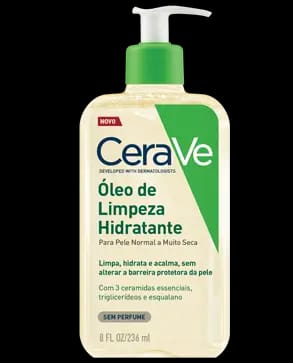 NOVO
CeraVe
DEVELOPED WITH DERMATOLOGISTS
Óleo de
Limpeza
Hidratante
Para Pele Normal a Muito Seca
Limpa, hidrata e acalma, sem
alterar a barreira protetora da pele
Com 3 ceramidas essenciais,
triglicerídeos e esqualano
SEM PERFUME
8 FL OZ/236 ml